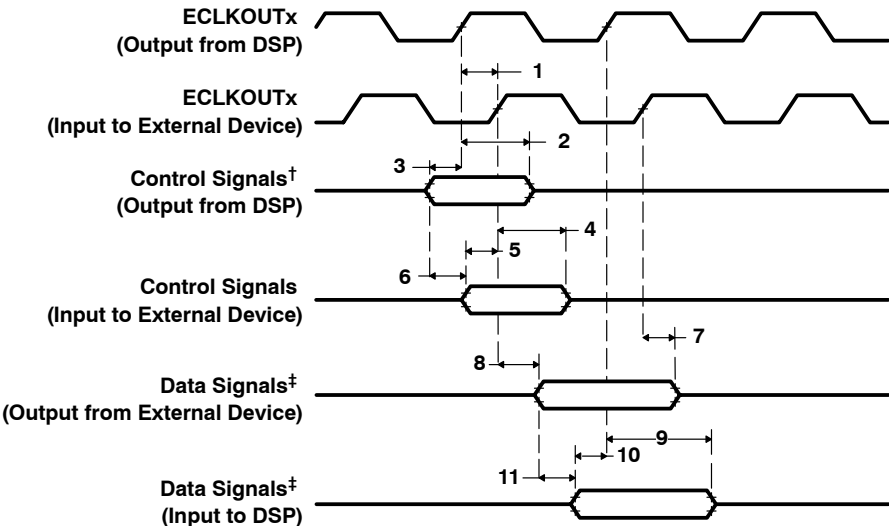 ECLKOUTx
(Output from DSP)
1
ECLKOUTx
(Input to External Device)
2
3
Control Signals†
(Output from DSP)
4
5
6
Control Signals
(Input to External Device)
7
8
Data Signals‡
(Output from External Device)
9
10
11
Data Signals‡
(Input to DSP)